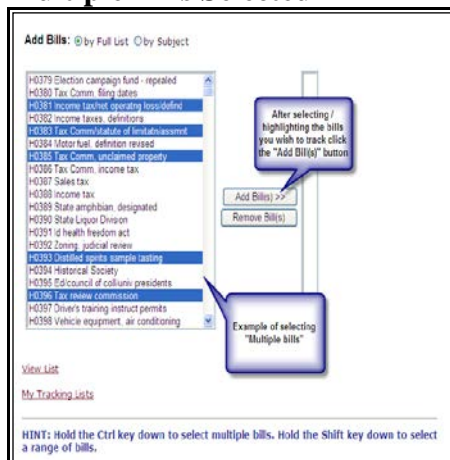 Multiple Bills Selected
Add Bills: by Full List by Subject
H0379 Election campaign fund - repealed
H0380 Tax Comm, filing dates
H0381 Income tax/net operatng loss/defind
H0382 Income taxes, definitions
H0383 Tax Comm/statute of limitatn/assmnt
H0384 Motor fuel, definition revised
H0385 Tax Comm, unclaimed property
H0386 Tax Comm, income tax
H0387 Sales tax
H0388 Income tax
H0389 State amphibian, designated
H0390 State Liquor Division
H0391 Id health freedom act
H0392 Zoning, judicial review
H0393 Distilled spirits sample tasting
H0394 Historical Society
H0395 Ed/council of coll/univ presidents
H0396 Tax review commission
H0397 Driver's training instruct permits
H0398 Vehicle equipment, air conditioning
Add Bill(s) >>
Remove Bill(s)
After selecting /
highlighting the bills
you wish to track click
the "Add Bill(s)" button
Example of selecting
"Multiple bills"
View List
My Tracking Lists
HINT: Hold the Ctrl key down to select multiple bills. Hold the Shift key down to select
a range of bills.